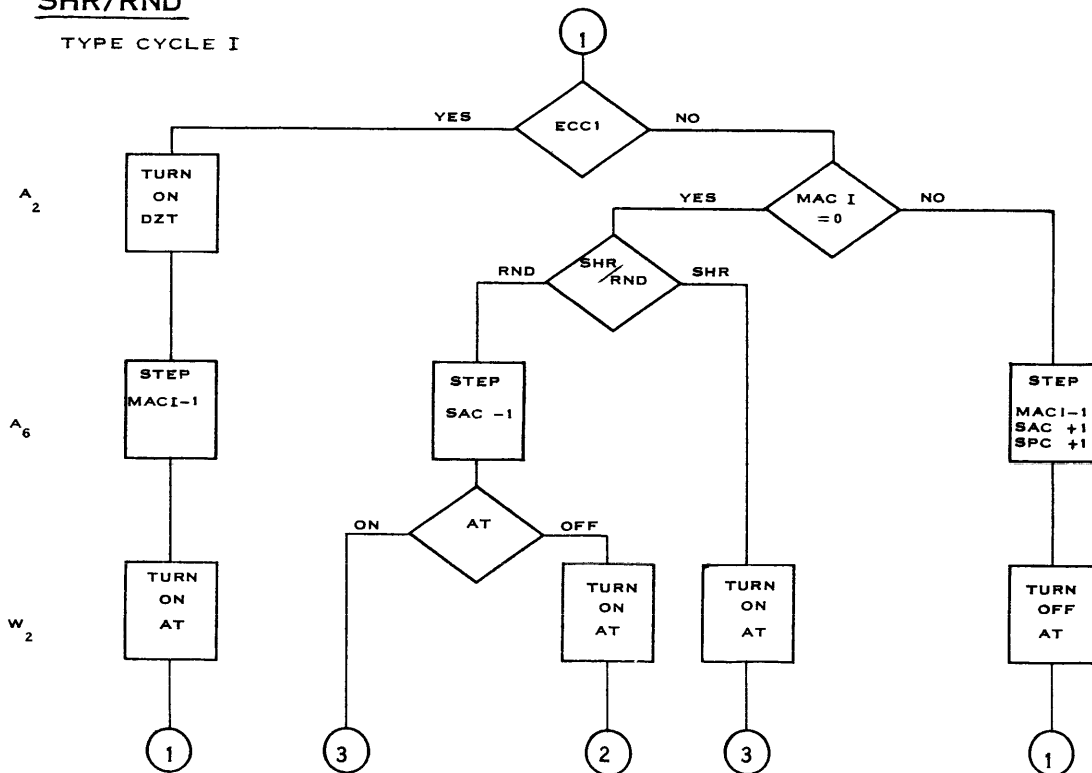 SHR/RND
TYPE CYCLE I
1
ECC1
YES
NO
A2
TURN
ON
DZT
MAC I
=0
YES
NO
SHR
/RND
RND
SHR
A6
STEP
MACI-1
STEP
SAC -1
STEP
MACI-1
SAC +1
SPC +1
AT
ON
OFF
W2
TURN
ON
AT
TURN
ON
AT
TURN
ON
AT
TURN
OFF
AT
1
3
2
3
1